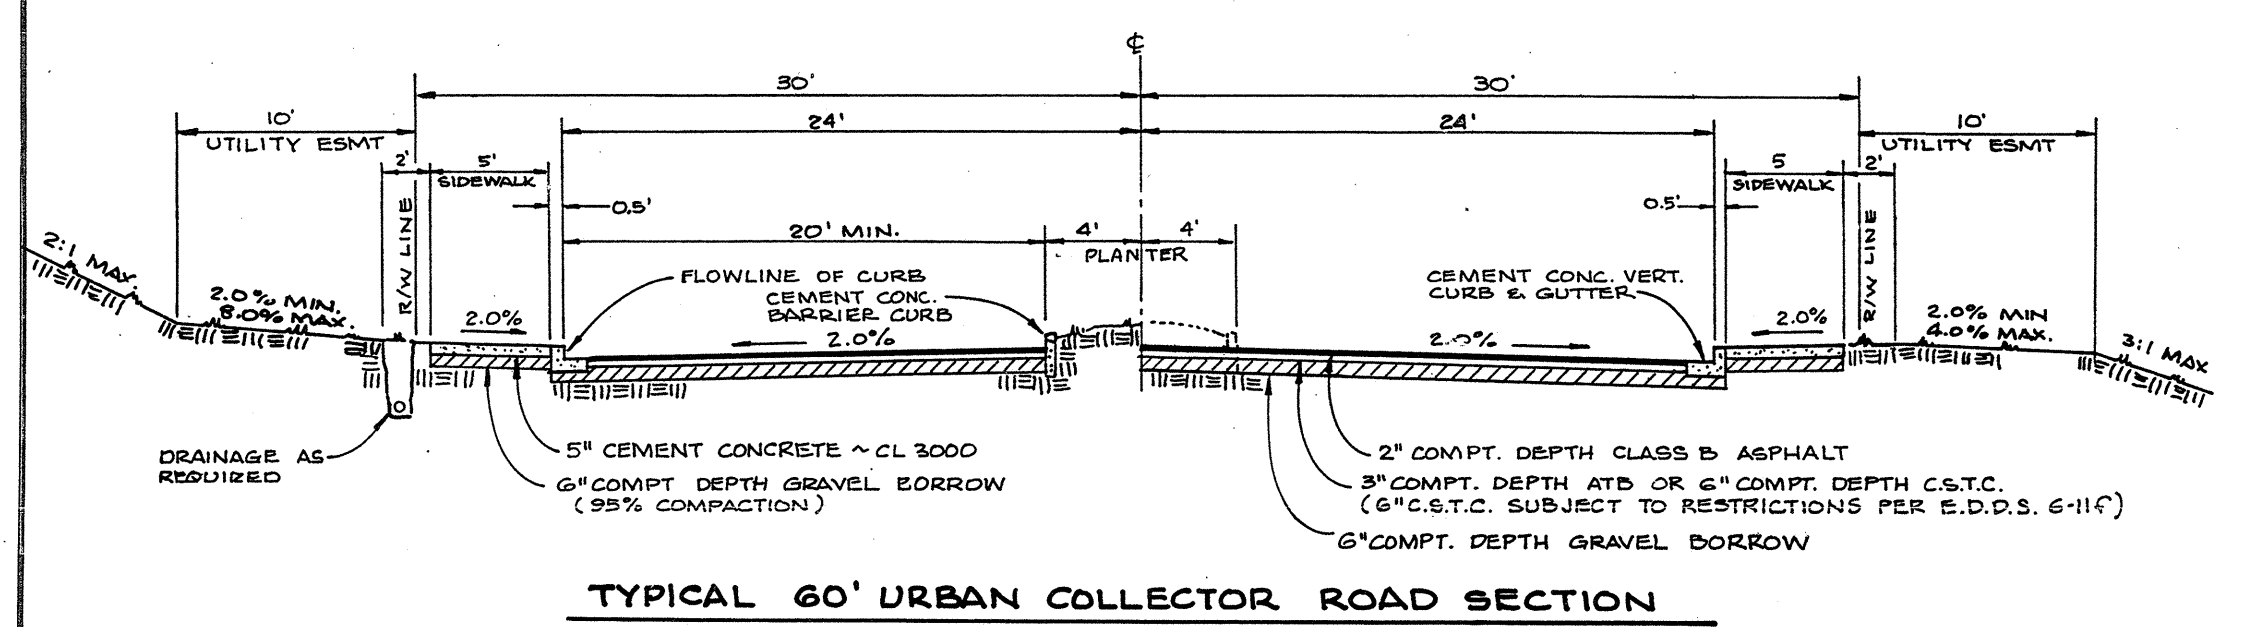 ℄
30'
30'
10'
24'
24'
10'
UTILITY ESMT
UTILITY ESMT
2'
5'
SIDEWALK
5
SIDEWALK
2'
0.5'
0.5'
R/W LINE
R/W LINE
20' MIN.
4'
4'
PLANTER
2:1 MAX.
2.0% MIN.
8.0% MAX.
FLOWLINE OF CURB
CEMENT CONC.
BARRIER CURB
CEMENT CONC. VERT.
CURB & GUTTER
2.0%
2.0%
2.0%
2.0%
2.0% MIN
4.0% MAX.
3:1 MAX
DRAINAGE AS
REQUIRED
5" CEMENT CONCRETE ~ CL 3000
6" COMPT DEPTH GRAVEL BORROW
(95% COMPACTION)
2" COMPT. DEPTH CLASS B ASPHALT
3" COMPT. DEPTH ATB OR 6" COMPT. DEPTH C.S.T.C.
(6" C.S.T.C. SUBJECT TO RESTRICTIONS PER E.D.D.S. 6-11f)
6" COMPT. DEPTH GRAVEL BORROW
TYPICAL 60' URBAN COLLECTOR ROAD SECTION